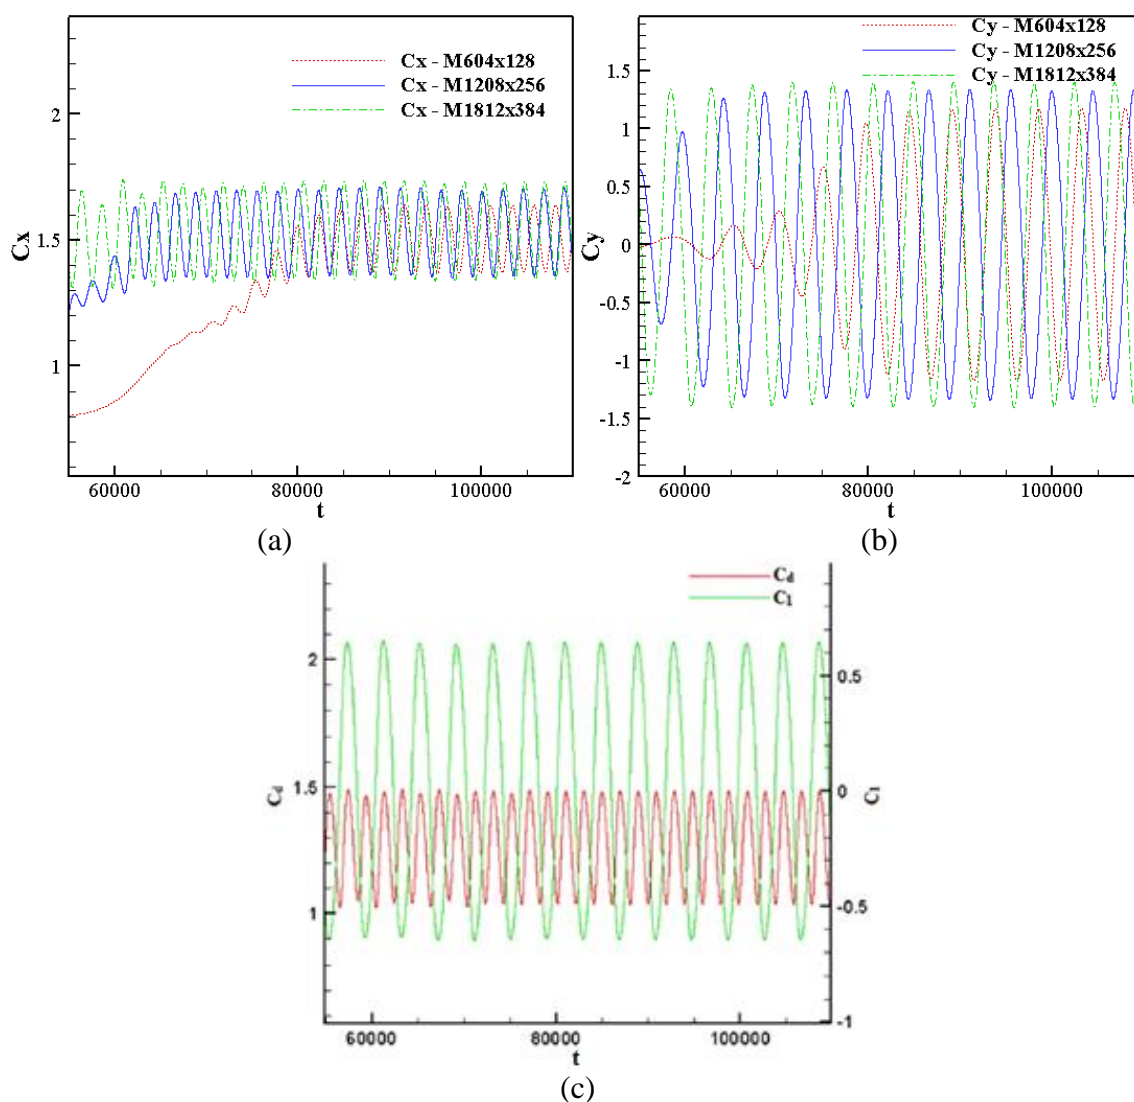 Cx - M604x128
Cx - M1208x256
Cx - M1812x384
2
1.5
1
Cx
60000
80000
100000
t
(a)
Cy - M604x128
Cy - M1208x256
Cy - M1812x384
1.5
1
0.5
0
-0.5
-1
-1.5
-2
Cy
60000
80000
100000
t
(b)
Cd
Cl
2
1.5
1
Cd
0.5
0
-0.5
-1
Cl
60000
80000
100000
t
(c)